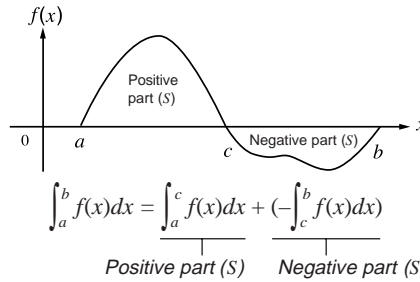 f(x)
Positive
part (S)
0 a c Negative part (S) b x
∫_a^b f(x)dx = ∫_a^c f(x)dx + (−∫_c^b f(x)dx)
Positive part (S) Negative part (S